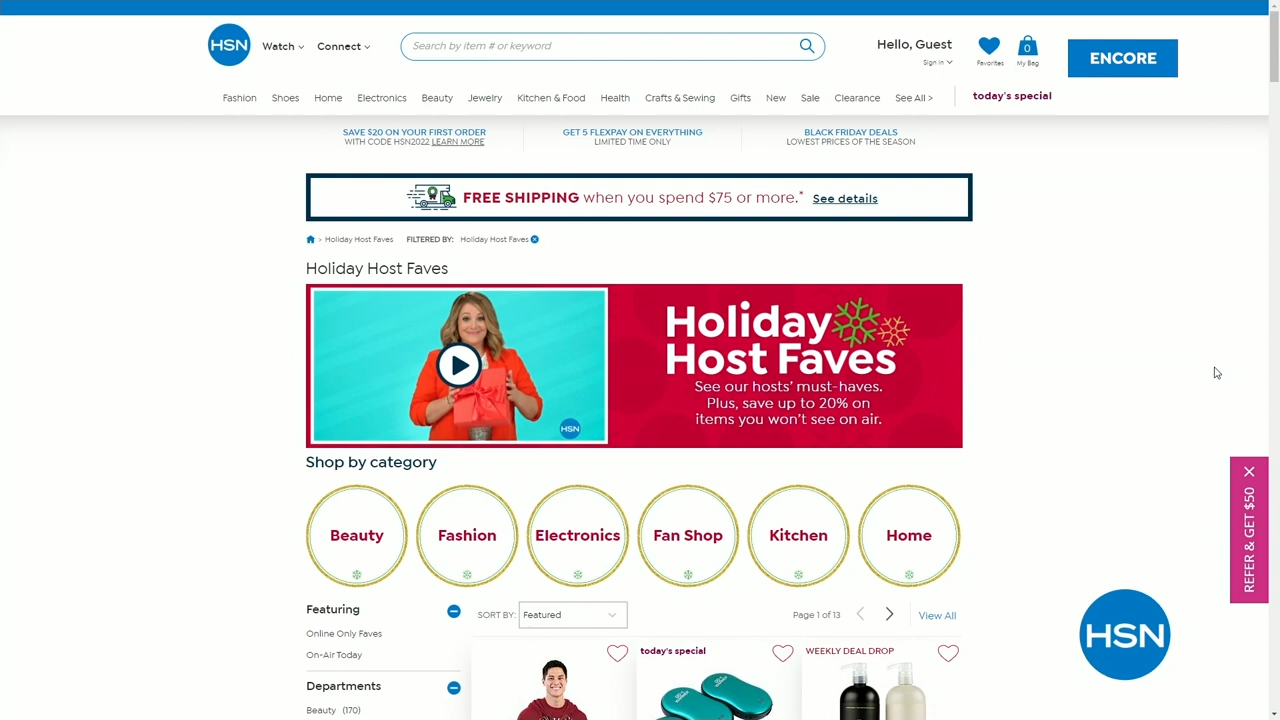 HSN
Watch
Connect
Search by item # or keyword
Hello, Guest
Sign In
Favorites
0
My Bag
ENCORE
Fashion
Shoes
Home
Electronics
Beauty
Jewelry
Kitchen & Food
Health
Crafts & Sewing
Gifts
New
Sale
Clearance
See All >
today's special
SAVE $20 ON YOUR FIRST ORDER
WITH CODE HSN2022 LEARN MORE
GET 5 FLEXPAY ON EVERYTHING
LIMITED TIME ONLY
BLACK FRIDAY DEALS
LOWEST PRICES OF THE SEASON
FREE SHIPPING when you spend $75 or more.* See details
> Holiday Host Faves
FILTERED BY: Holiday Host Faves
Holiday Host Faves
HSN
Holiday
Host Faves
See our hosts' must-haves.
Plus, save up to 20% on
items you won't see on air.
Shop by category
Beauty
Fashion
Electronics
Fan Shop
Kitchen
Home
Featuring
Online Only Faves
On-Air Today
Departments
Beauty (170)
SORT BY: Featured
Page 1 of 13
View All
today's special
WEEKLY DEAL DROP
REFER & GET $50
HSN